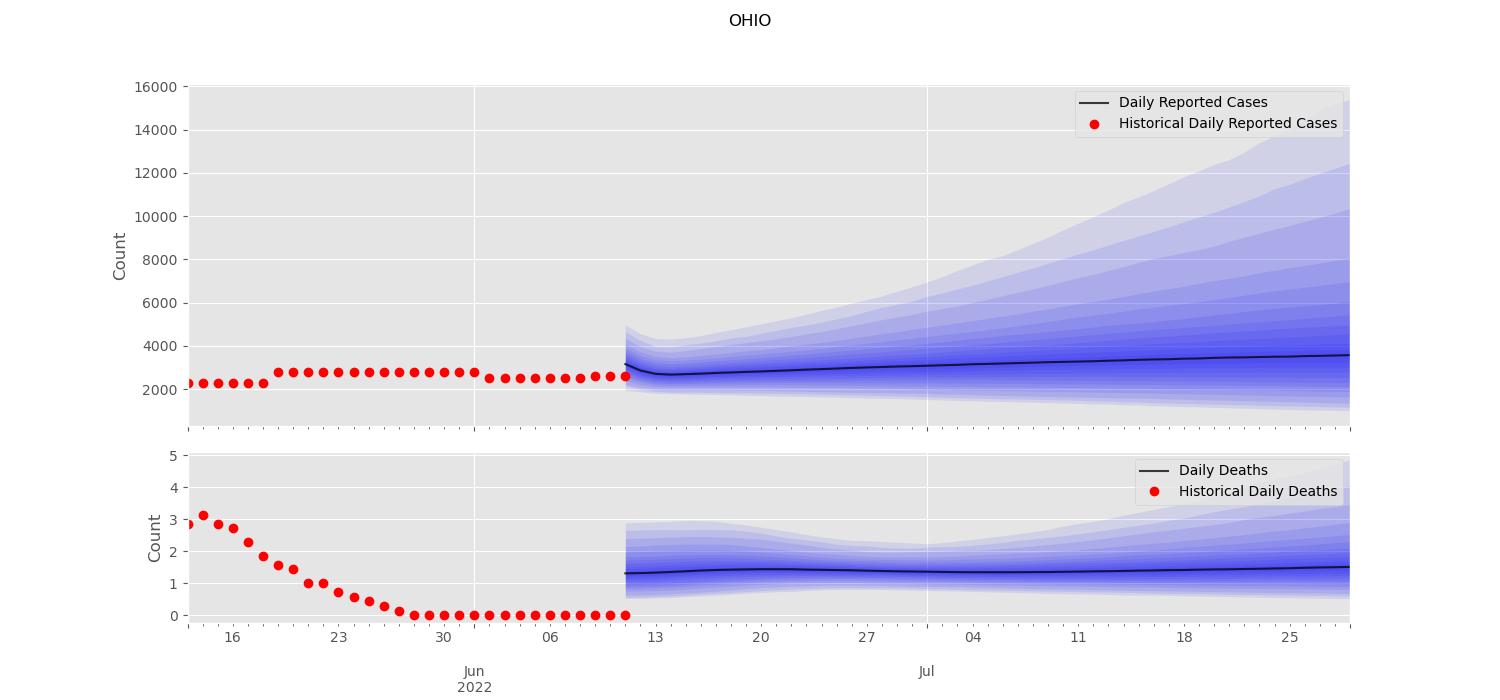 OHIO
16000
14000
12000
10000
8000
6000
4000
2000
Count
Daily Reported Cases
Historical Daily Reported Cases
5
4
3
2
1
0
Count
Daily Deaths
Historical Daily Deaths
16 23 30 06 13 20 27 04 11 18 25
Jun Jul
2022